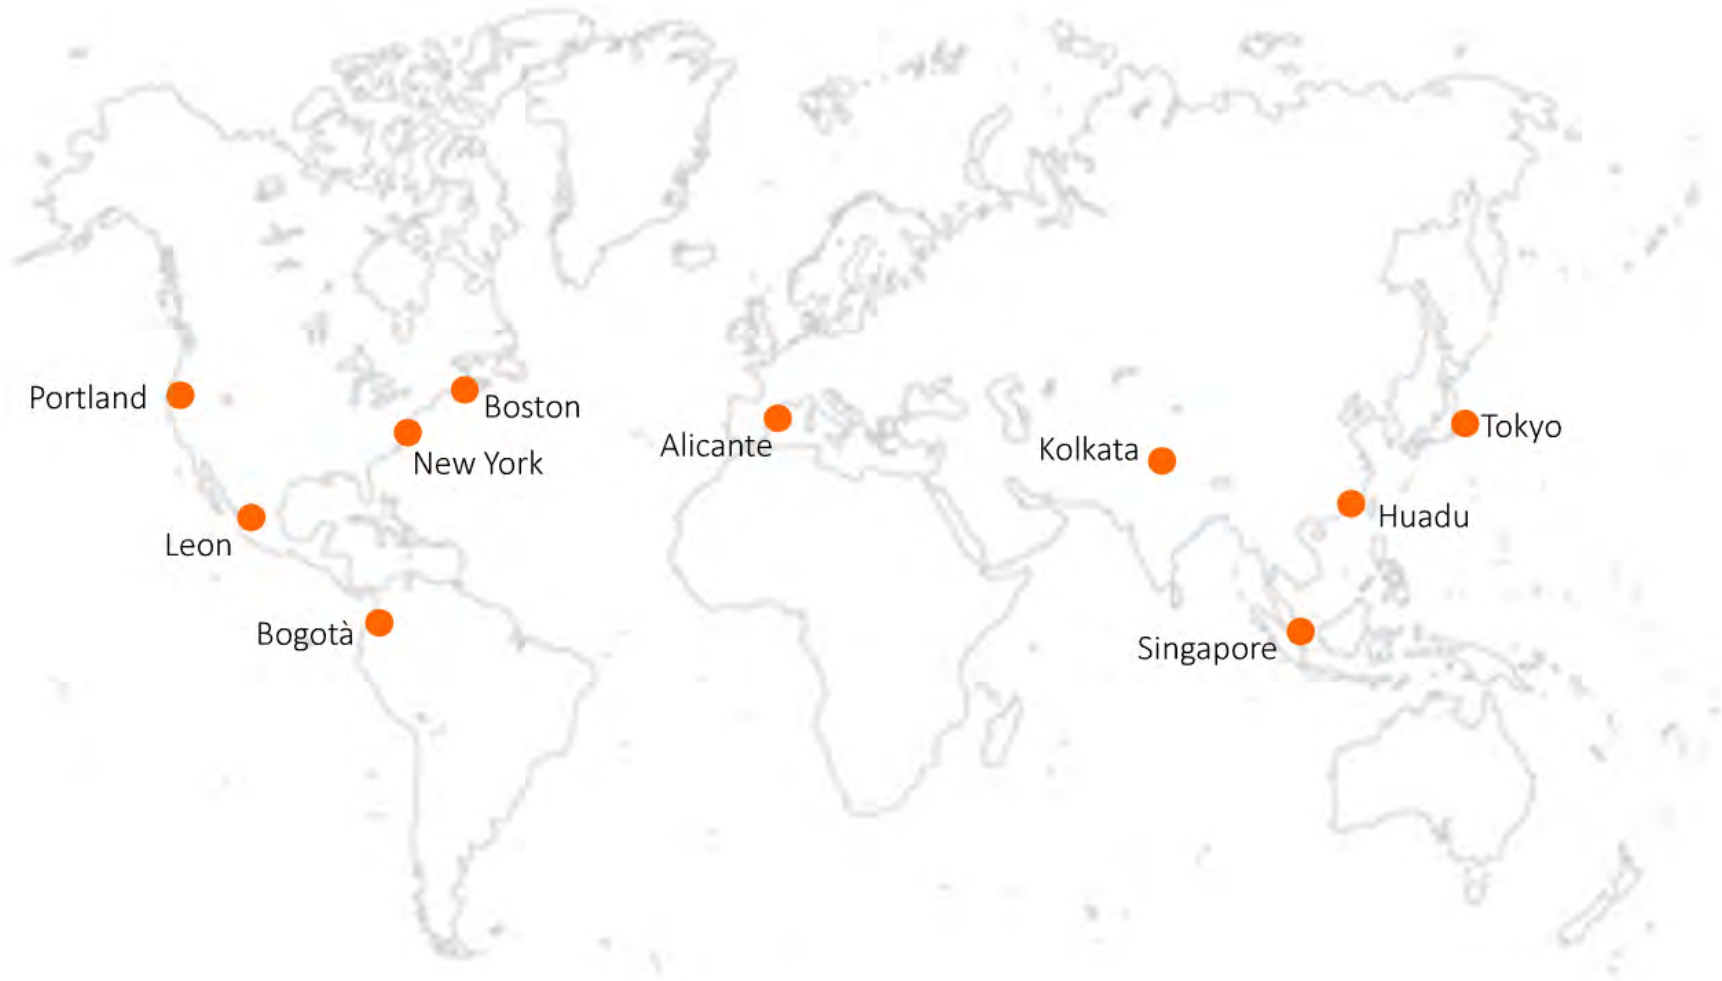 Portland
Boston
New York
Alicante
Kolkata
Tokyo
Huadu
Leon
Bogotà
Singapore